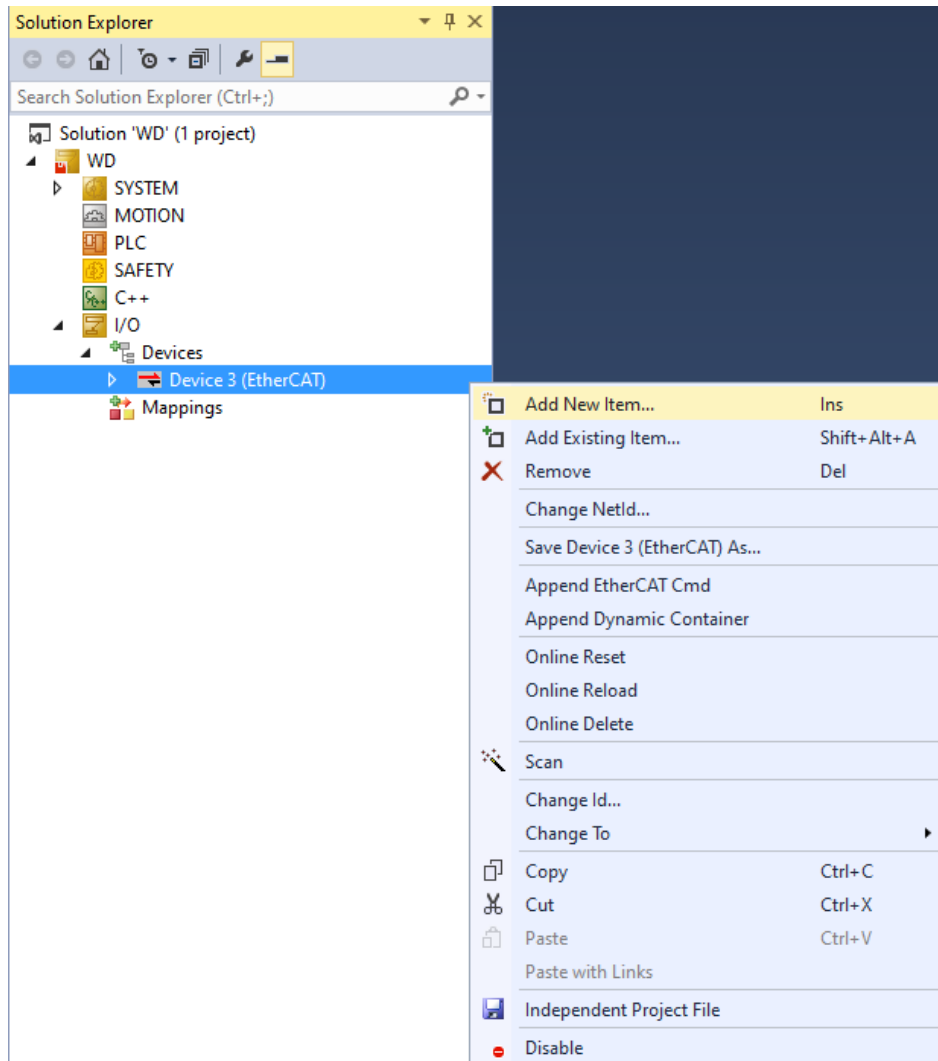 Solution Explorer
Search Solution Explorer (Ctrl+;)
Solution 'WD' (1 project)
WD
SYSTEM
MOTION
PLC
SAFETY
C++
I/O
Devices
Device 3 (EtherCAT)
Mappings
Add New Item... Ins
Add Existing Item... Shift+Alt+A
Remove Del
Change NetId...
Save Device 3 (EtherCAT) As...
Append EtherCAT Cmd
Append Dynamic Container
Online Reset
Online Reload
Online Delete
Scan
Change Id...
Change To
Copy Ctrl+C
Cut Ctrl+X
Paste Ctrl+V
Paste with Links
Independent Project File
Disable